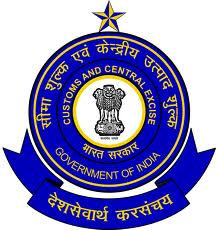 सीमा शुल्क एवं केन्द्रीय उत्पाद शुल्क
CUSTOMS AND CENTRAL EXCISE
भारत सरकार
GOVERNMENT OF INDIA
देशसेवार्थ करसंचय